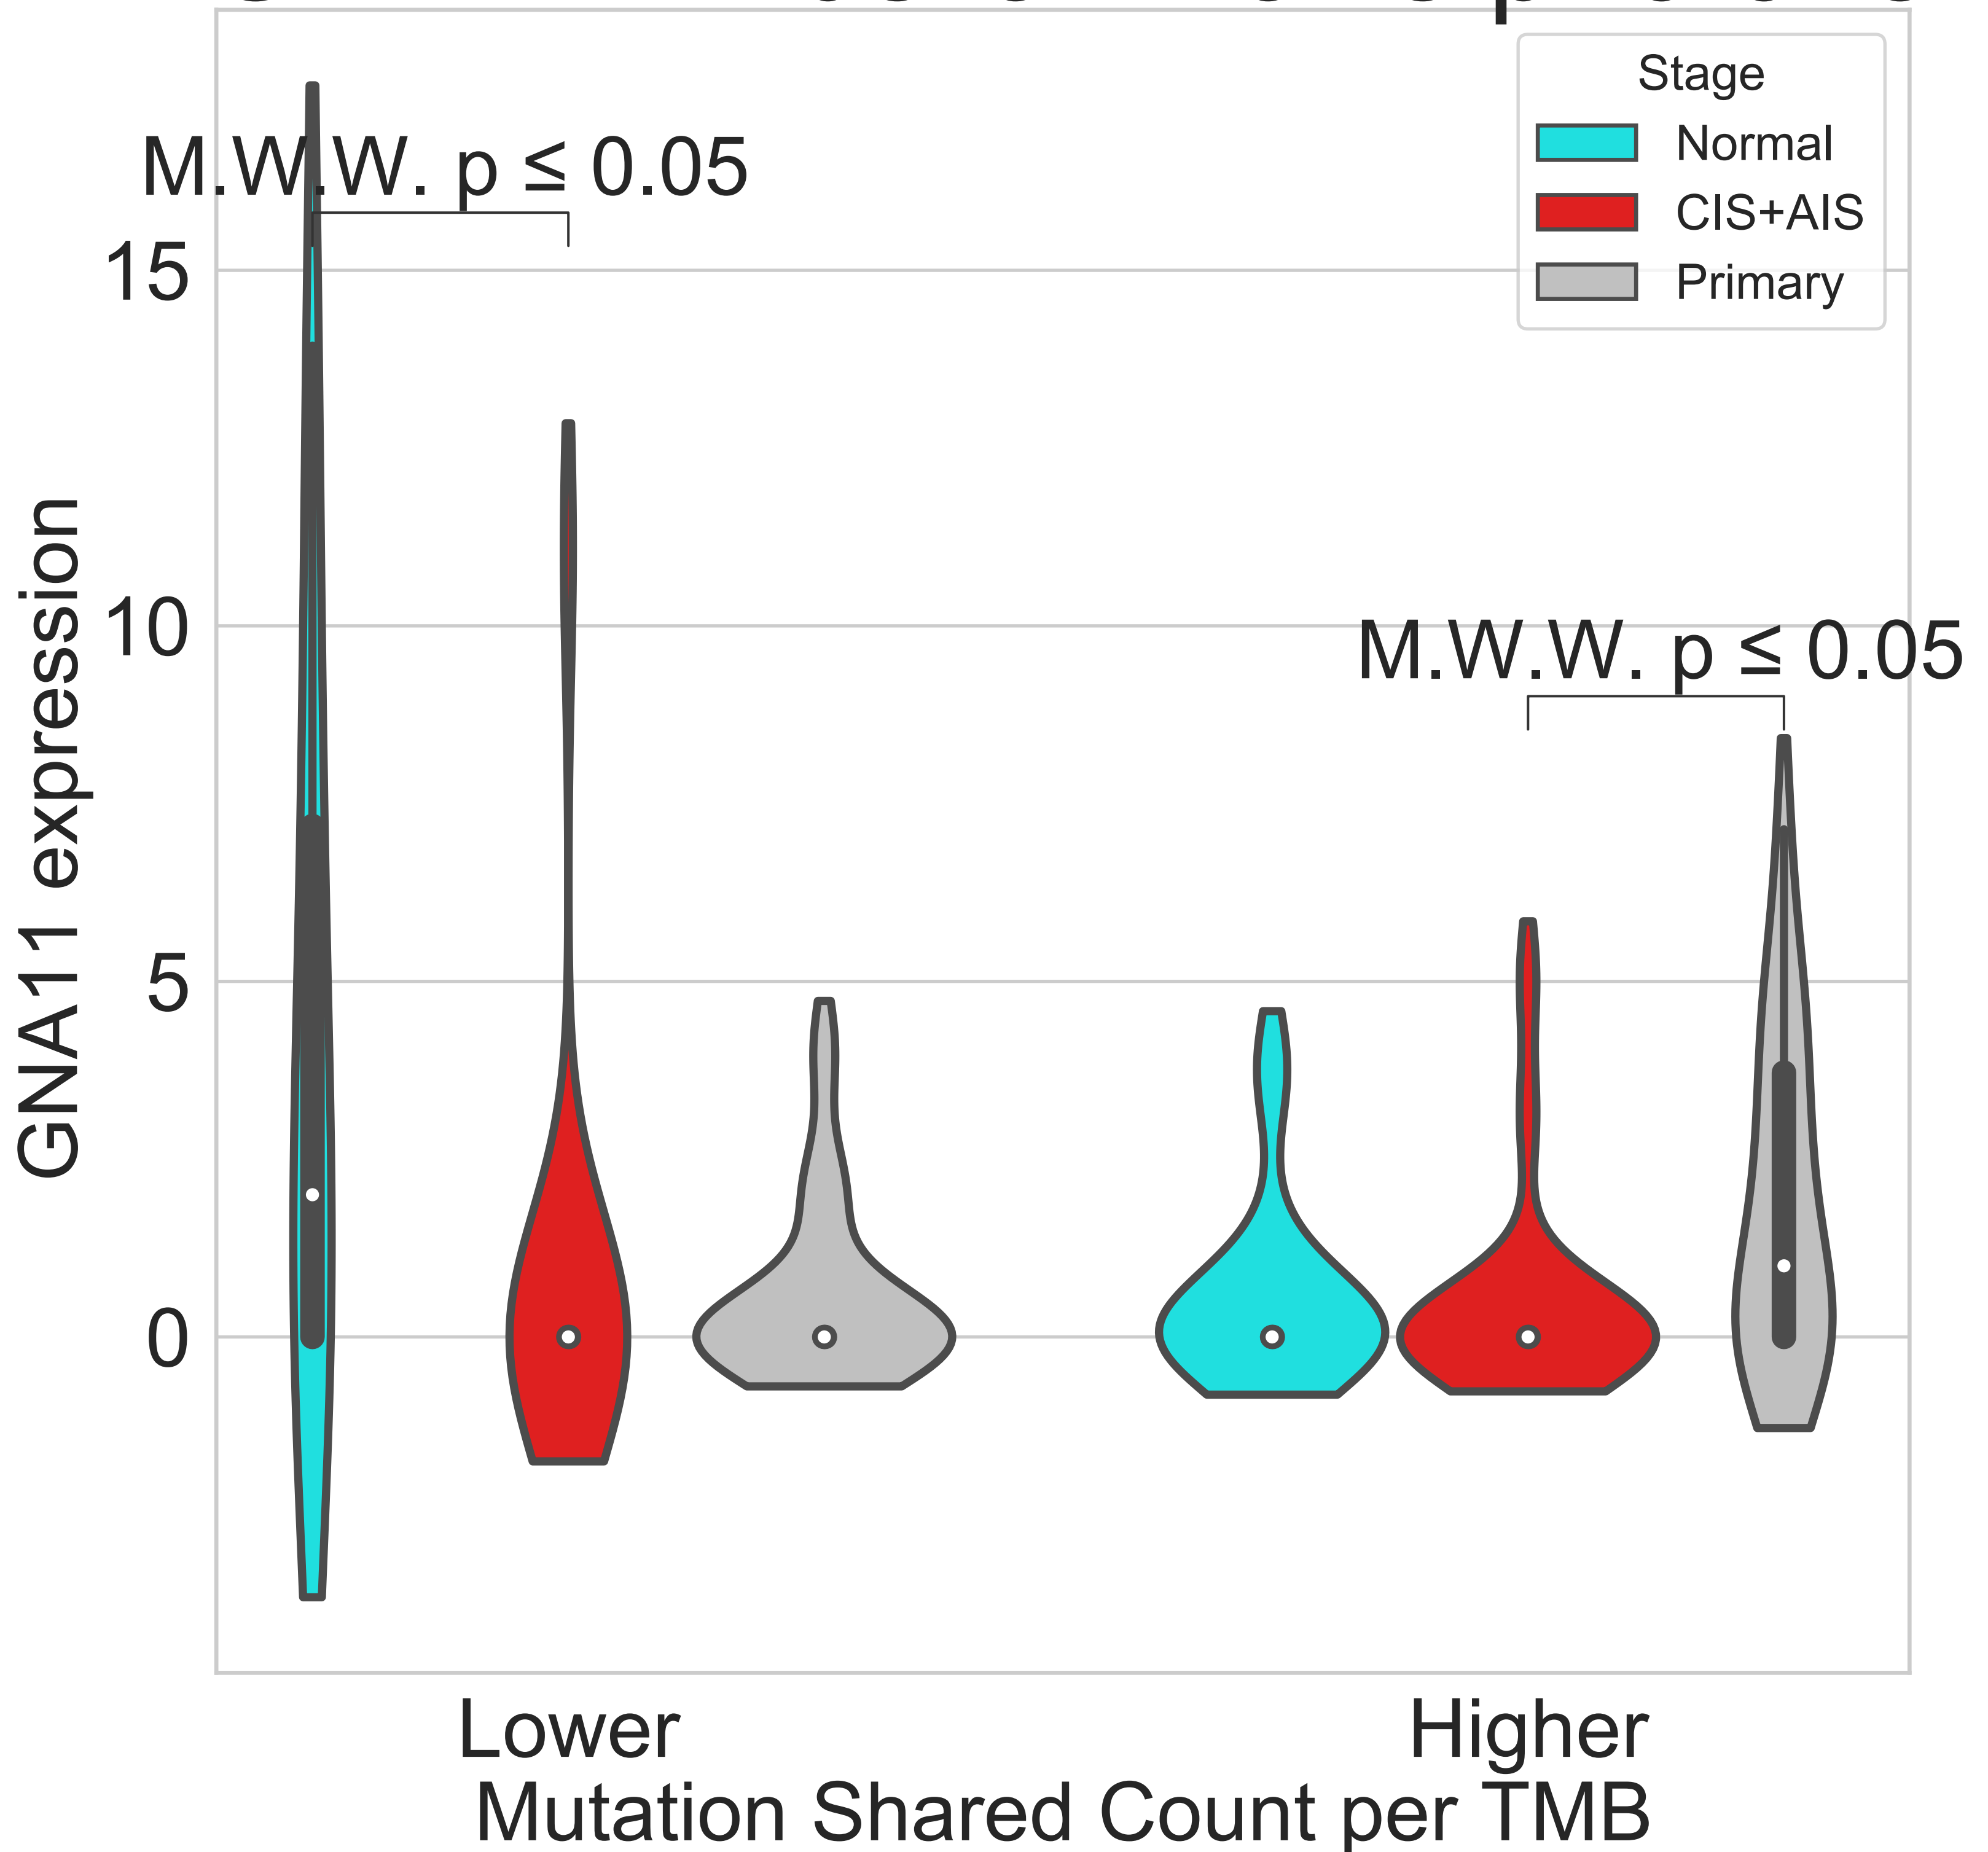 Stage
Normal
CIS+AIS
Primary
M.W.W. p ≤ 0.05
15
10
M.W.W. p ≤ 0.05
5
0
GNA11 expression
Lower
Higher
Mutation Shared Count per TMB